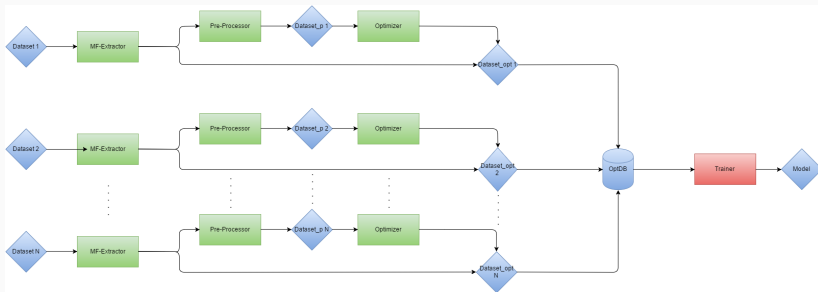 Dataset 1
MF-Extractor
Pre-Processor
Dataset_p 1
Optimizer
Dataset_opt 1
Dataset 2
MF-Extractor
Pre-Processor
Dataset_p 2
Optimizer
Dataset_opt
2
OptDB
Trainer
Model
Dataset N
MF-Extractor
Pre-Processor
Dataset_p N
Optimizer
Dataset_opt
N